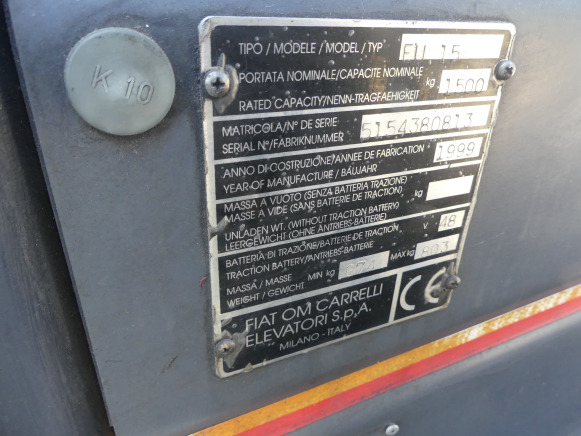 K10
TIPO / MODELE / MODEL / TYP EU 15
PORTATA NOMINALE/CAPACITE NOMINALE
kg 1500
RATED CAPACITY/NENN-TRAGFAEHIGKEIT
MATRICOLA/N° DE SERIE 5154380813
SERIAL N°/FABRIKNUMMER
ANNO DI COSTRUZIONE/ANNEE DE FABRICATION 1999
YEAR OF MANUFACTURE / BAUJAHR
MASSA A VUOTO (SENZA BATTERIA TRAZIONE)
MASSE A VIDE (SANS BATTERIE DE TRACTION) kg
UNLADEN WT. (WITHOUT TRACTION BATTERY)
LEERGEWICHT (OHNE ANTRIEBS-BATTERIE)
BATTERIA DI TRAZIONE/BATTERIE DE TRACTION V. 48
TRACTION BATTERY/ANTRIEBS-BATTERIE
MASSA / MASSE MIN kg MAX kg 803
WEIGHT / GEWICHT
FIAT OM CARRELLI
ELEVATORI S.p.A.
MILANO - ITALY
CE